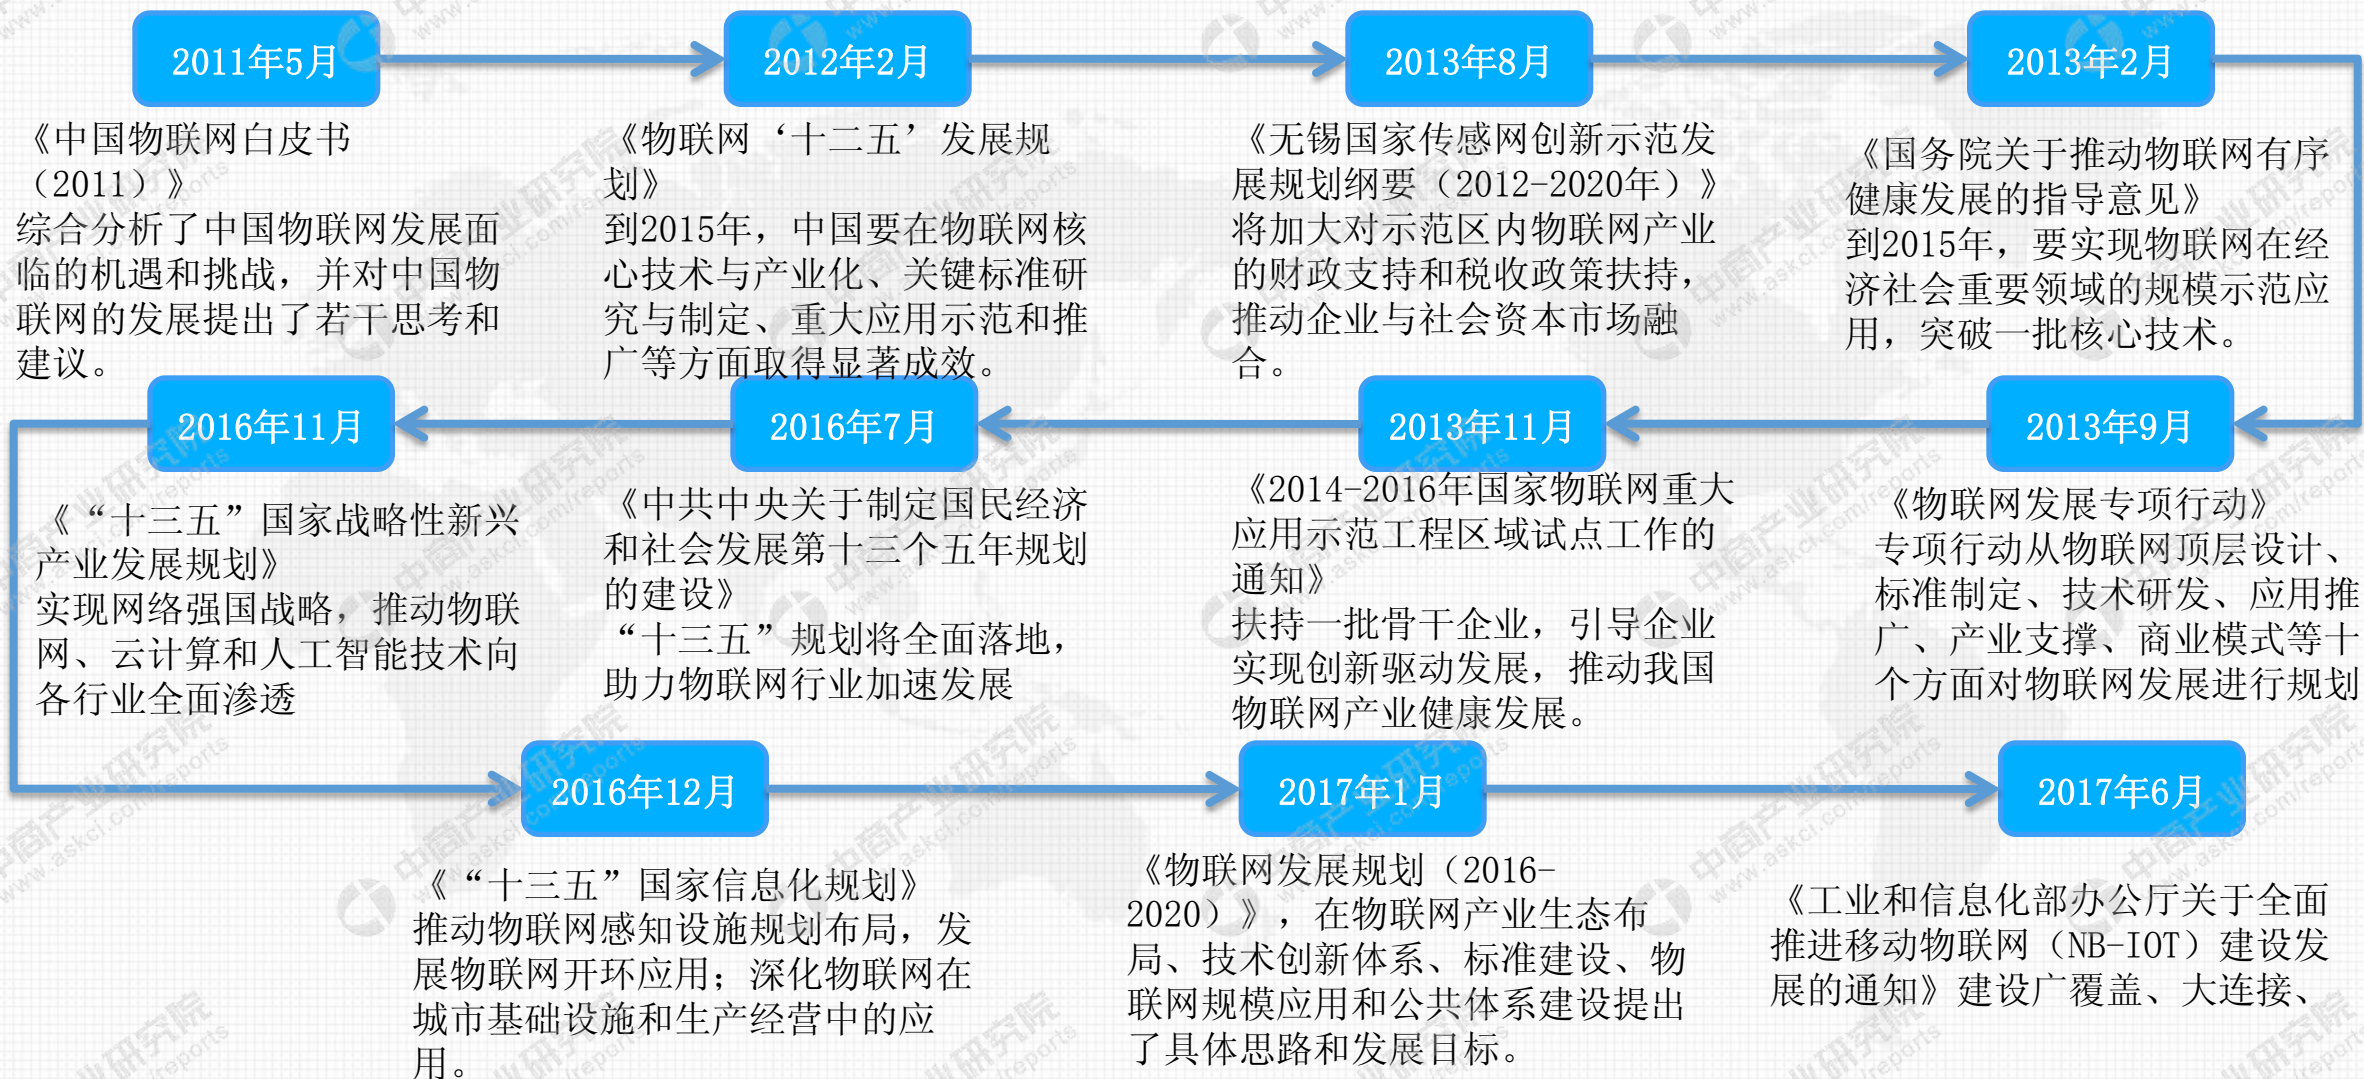 2011年5月
2012年2月
2013年8月
2013年2月
《中国物联网白皮书
（2011）》
综合分析了中国物联网发展面
临的机遇和挑战，并对中国物
联网的发展提出了若干思考和
建议。
《物联网‘十二五’发展规
划》
到2015年，中国要在物联网核
心技术与产业化、关键标准研
究与制定、重大应用示范和推
广等方面取得显著成效。
《无锡国家传感网创新示范发
展规划纲要（2012-2020年）》
将加大对示范区内物联网产业
的财政支持和税收政策扶持，
推动企业与社会资本市场融
合。
《国务院关于推动物联网有序
健康发展的指导意见》
到2015年，要实现物联网在经
济社会重要领域的规模示范应
用，突破一批核心技术。
2016年11月
2016年7月
2013年11月
2013年9月
《“十三五”国家战略性新兴
产业发展规划》
实现网络强国战略，推动物联
网、云计算和人工智能技术向
各行业全面渗透
《中共中央关于制定国民经济
和社会发展第十三个五年规划
的建设》
“十三五”规划将全面落地，
助力物联网行业加速发展
《2014-2016年国家物联网重大
应用示范工程区域试点工作的
通知》
扶持一批骨干企业，引导企业
实现创新驱动发展，推动我国
物联网产业健康发展。
《物联网发展专项行动》
专项行动从物联网顶层设计、
标准制定、技术研发、应用推
广、产业支撑、商业模式等十
个方面对物联网发展进行规划
2016年12月
2017年1月
2017年6月
《“十三五”国家信息化规划》
推动物联网感知设施规划布局，发
展物联网开环应用；深化物联网在
城市基础设施和生产经营中的应
用。
《物联网发展规划（2016-
2020）》，在物联网产业生态布
局、技术创新体系、标准建设、物
联网规模应用和公共体系建设提出
了具体思路和发展目标。
《工业和信息化部办公厅关于全面
推进移动物联网（NB-IOT）建设发
展的通知》建设广覆盖、大连接、
中商产业研究院
www.askci.com/reports